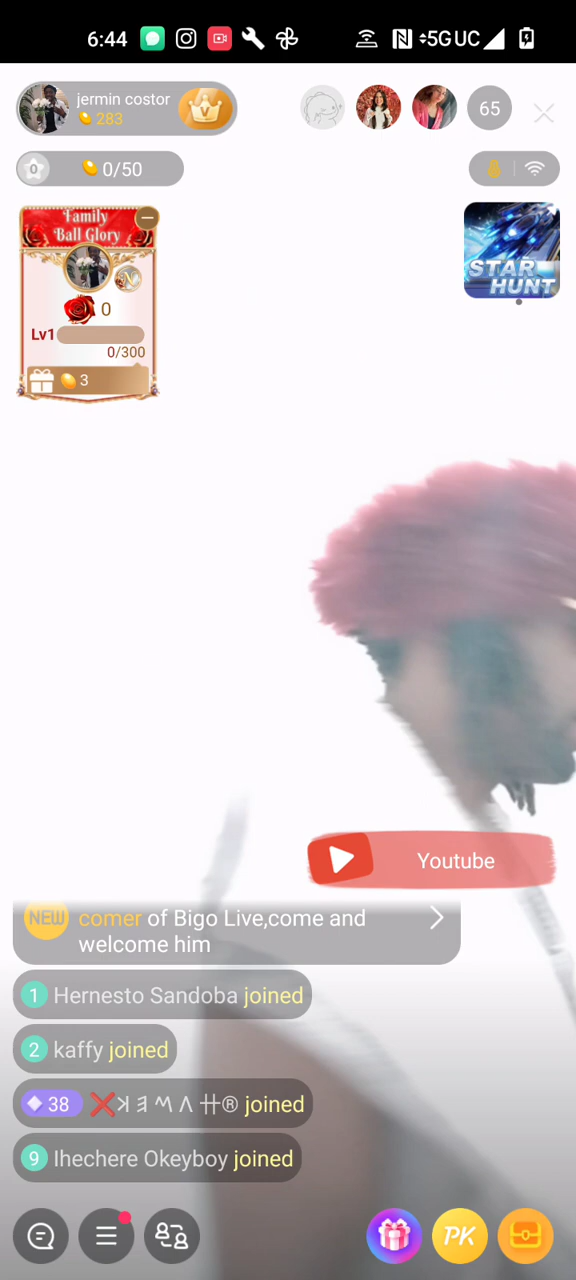 6:44
5G UC
jermin costor
283
65
0
0/50
Family
Ball Glory
0
Lv1
0/300
3
STAR
HUNT
Youtube
NEW comer of Bigo Live,come and
welcome him
1 Hernesto Sandoba joined
2 kaffy joined
38 joined
9 Ihechere Okeyboy joined
PK